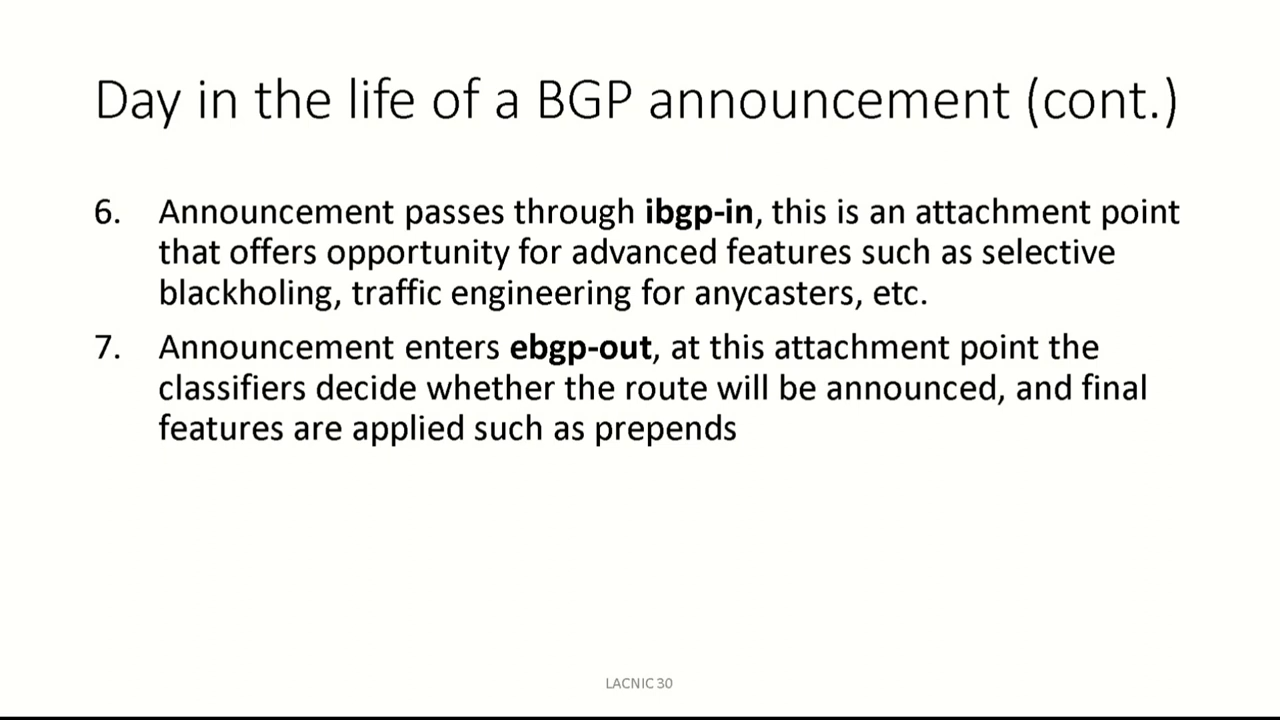 Day in the life of a BGP announcement (cont.)
6. Announcement passes through ibgp-in, this is an attachment point
that offers opportunity for advanced features such as selective
blackholing, traffic engineering for anycasters, etc.
7. Announcement enters ebgp-out, at this attachment point the
classifiers decide whether the route will be announced, and final
features are applied such as prepends
LACNIC 30